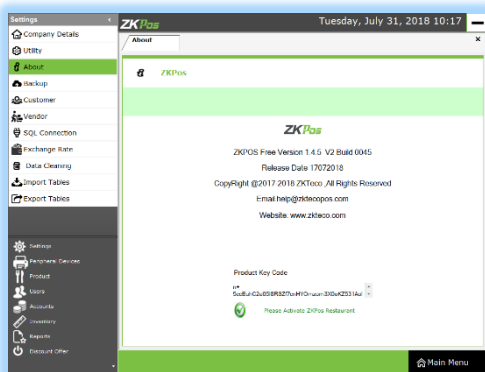 Settings
ZKPos
Tuesday, July 31, 2018 10:17
Company Details
About
×
Utility
About
ZKPos
Backup
Customer
Vendor
ZKPos
SQL Connection
Exchange Rate
ZKPOS Free Version 1.4.5 V2 Build 0045
Data Cleaning
Release Date 17072018
Import Tables
CopyRight @2017 2018 ZKTeco ,All Rights Reserved
Export Tables
Email:help@zktecopos.com
Website. www.zkteco.com
Settings
Peripheral Devices
Product
Product Key Code
Users
Accounts
Please Activate ZKPos Restaurant
Inventory
Reports
Discount Offer
Main Menu